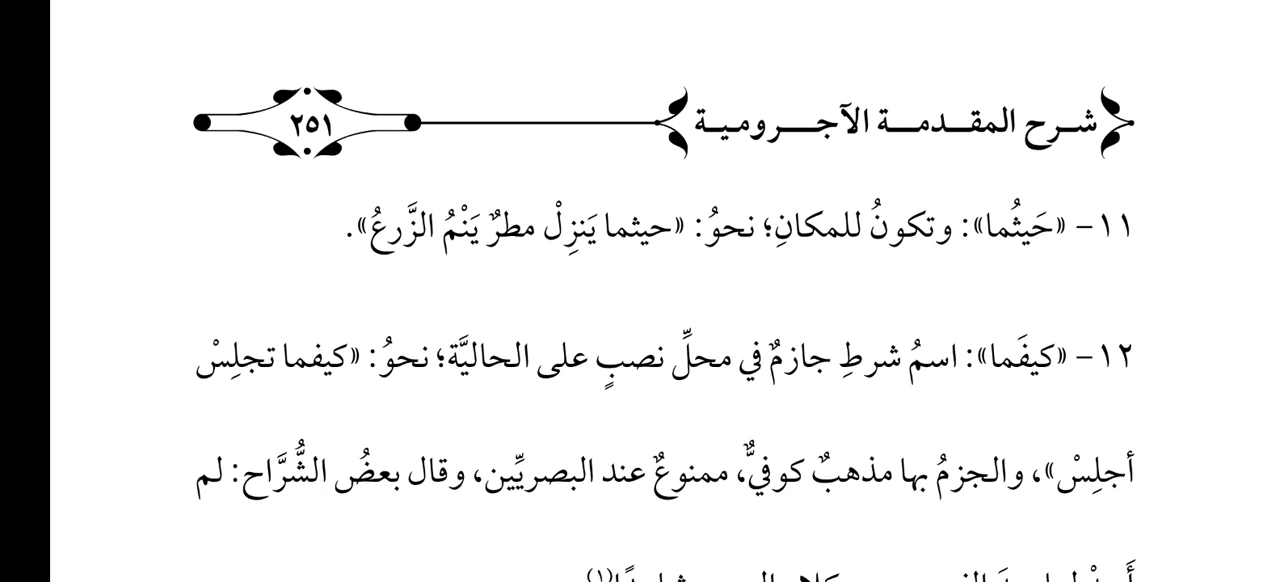 شرح المقدمة الآجرومية
٢٥١
١١- «حَيثُما»: وتكونُ للمكانِ؛ نحوُ: «حيثما يَنزِلْ مطرٌ يَنْمُ الزَّرعُ».
١٢- «كيفَما»: اسمُ شرطِ جازمٌ في محلِّ نصبٍ على الحاليَّة؛ نحوُ: «كيفما تجلِسْ
أجلِسْ»، والجزمُ بها مذهبٌ كوفيٌّ، ممنوعٌ عند البصريِّين، وقال بعضُ الشُّرَّاح: لم